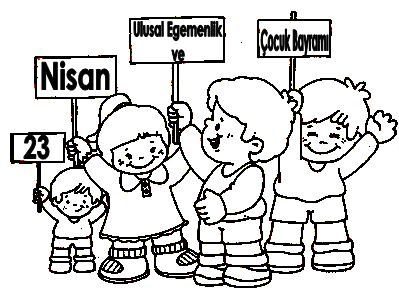 23
Nisan
Ulusal Egemenlik
ve
Çocuk Bayramı